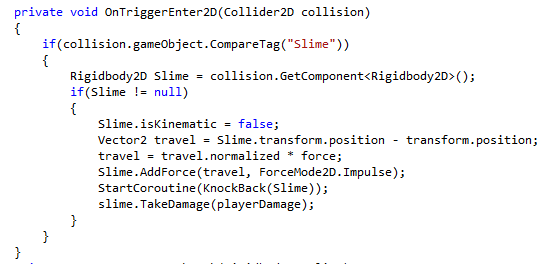 private void OnTriggerEnter2D(Collider2D collision)
{
    if(collision.gameObject.CompareTag("Slime"))
    {
        Rigidbody2D Slime = collision.GetComponent<Rigidbody2D>();
        if(Slime != null)
        {
            Slime.isKinematic = false;
            Vector2 travel = Slime.transform.position - transform.position;
            travel = travel.normalized * force;
            Slime.AddForce(travel, ForceMode2D.Impulse);
            StartCoroutine(KnockBack(Slime));
            slime.TakeDamage(playerDamage);
        }
    }
}